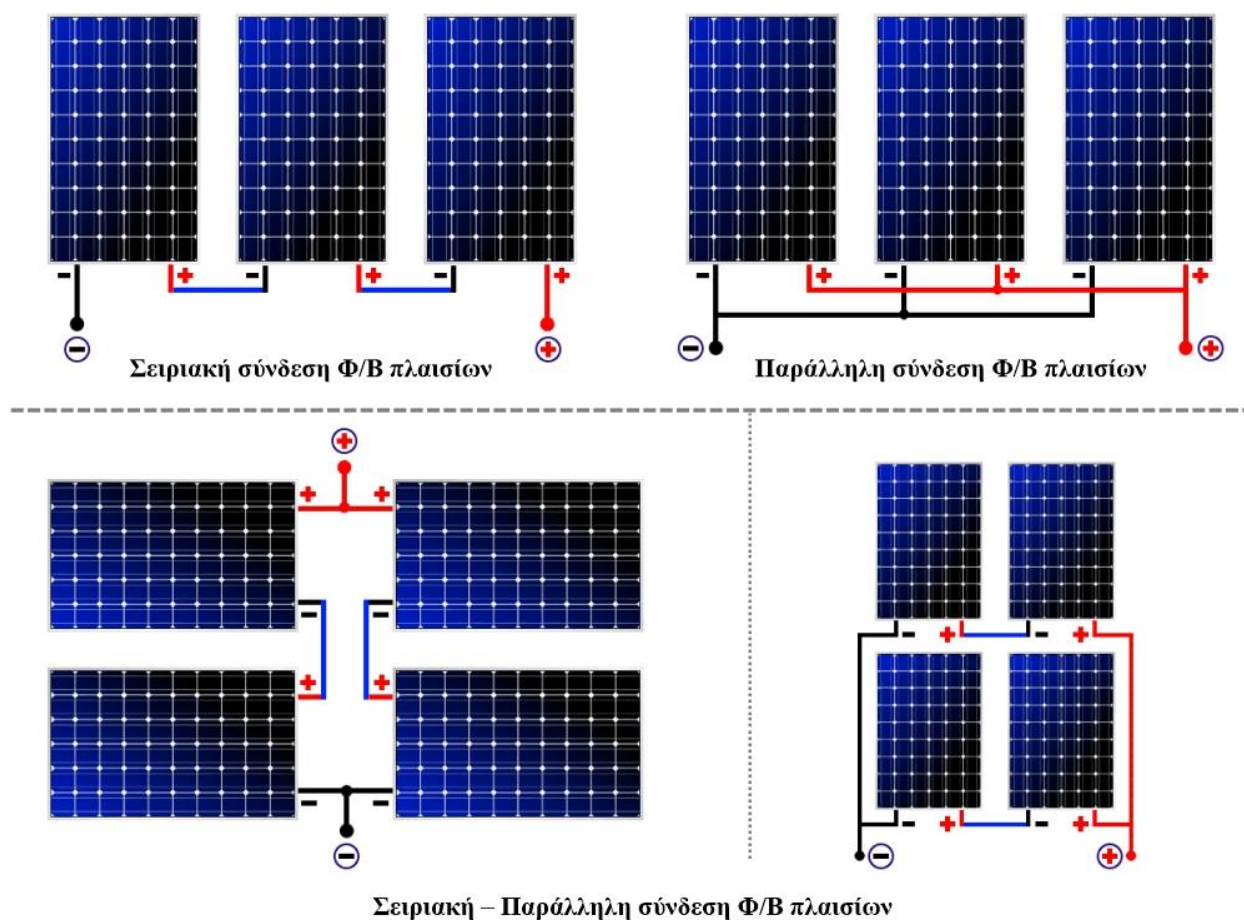 - + - + - +
- +
Σειριακή σύνδεση Φ/Β πλαισίων
- + - + - +
- +
Παράλληλη σύνδεση Φ/Β πλαισίων
+
+ +
- -
+ +
- -
-
- + - +
- + - +
- +
Σειριακή – Παράλληλη σύνδεση Φ/Β πλαισίων